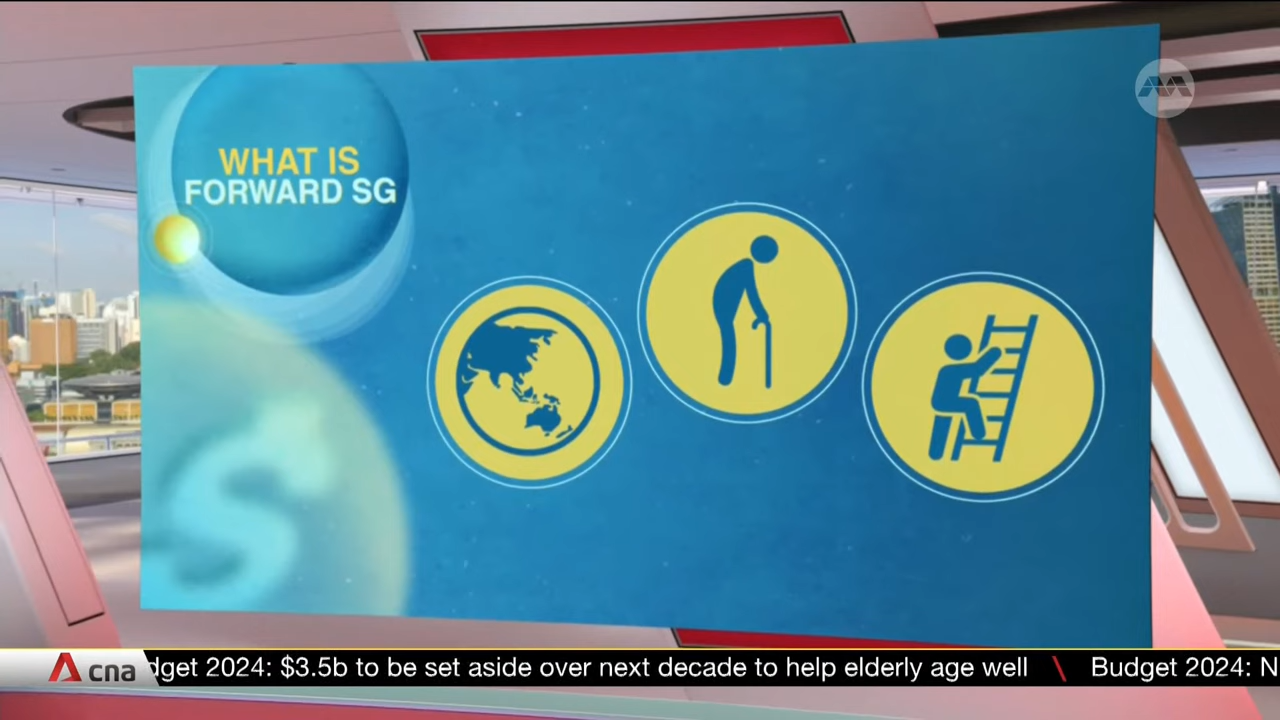 WHAT IS
FORWARD SG
cna
dget 2024: $3.5b to be set aside over next decade to help elderly age well \ Budget 2024: N